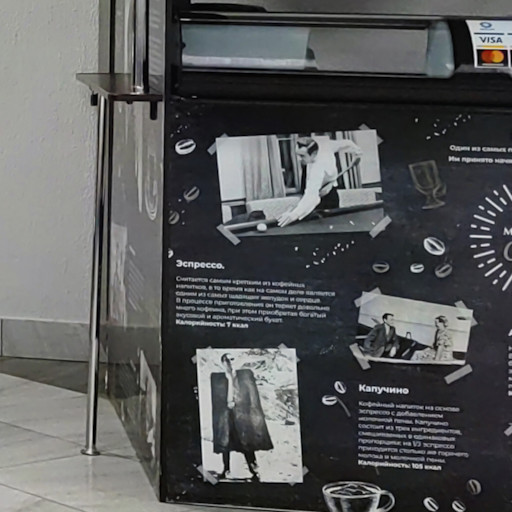 VISA
Один из самых
Им принято
Эспрессо.
Считается самым крепким из кофейных
напитков, в то время как на самом деле является
одним из самых щадящих желудок и сердце.
В процессе приготовления он теряет довольно
много кофеина, при этом приобретая богатый
вкусовой и ароматический букет.
Калорийность: 7 ккал
Капучино
Кофейный напиток на основе
эспрессо с добавлением
молочной пены. Капучино
состоит из трех ингредиентов,
смешиваемых в одинаковых
пропорциях: на 1/3 эспрессо
приходится столько же горячего
молока и молочной пены.
Калорийность: 105 ккал